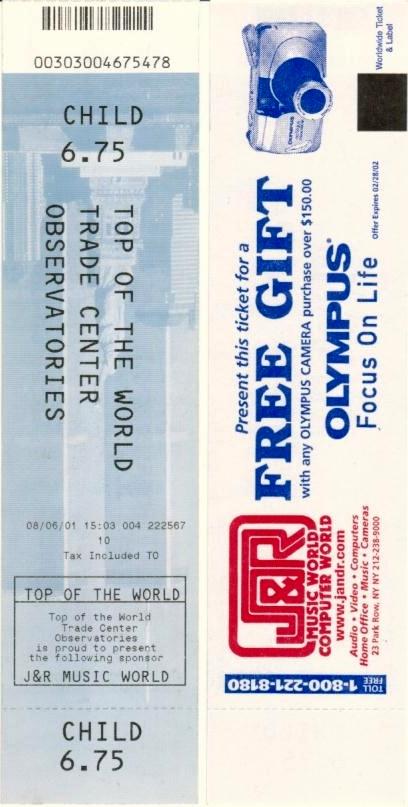 00303004675478
CHILD
6.75
TOP OF THE WORLD
TRADE CENTER
OBSERVATORIES
08/06/01 15:03 004 222567
10
Tax Included TO
TOP OF THE WORLD
Top of the World
Trade Center
Observatories
is proud to present
the following sponsor
J&R MUSIC WORLD
CHILD
6.75
Present this ticket for a
FREE GIFT
with any OLYMPUS CAMERA purchase over $150.00
OLYMPUS®
Focus On Life
Offer Expires 02/28/02
Worldwide Ticket
& Label
OLYMPUS
J&R
MUSIC WORLD
COMPUTER WORLD
www.jandr.com
Audio • Video • Computers
Home Office • Music • Cameras
23 Park Row, NY NY 212-238-9000
TOLL
FREE
1-800-221-8180